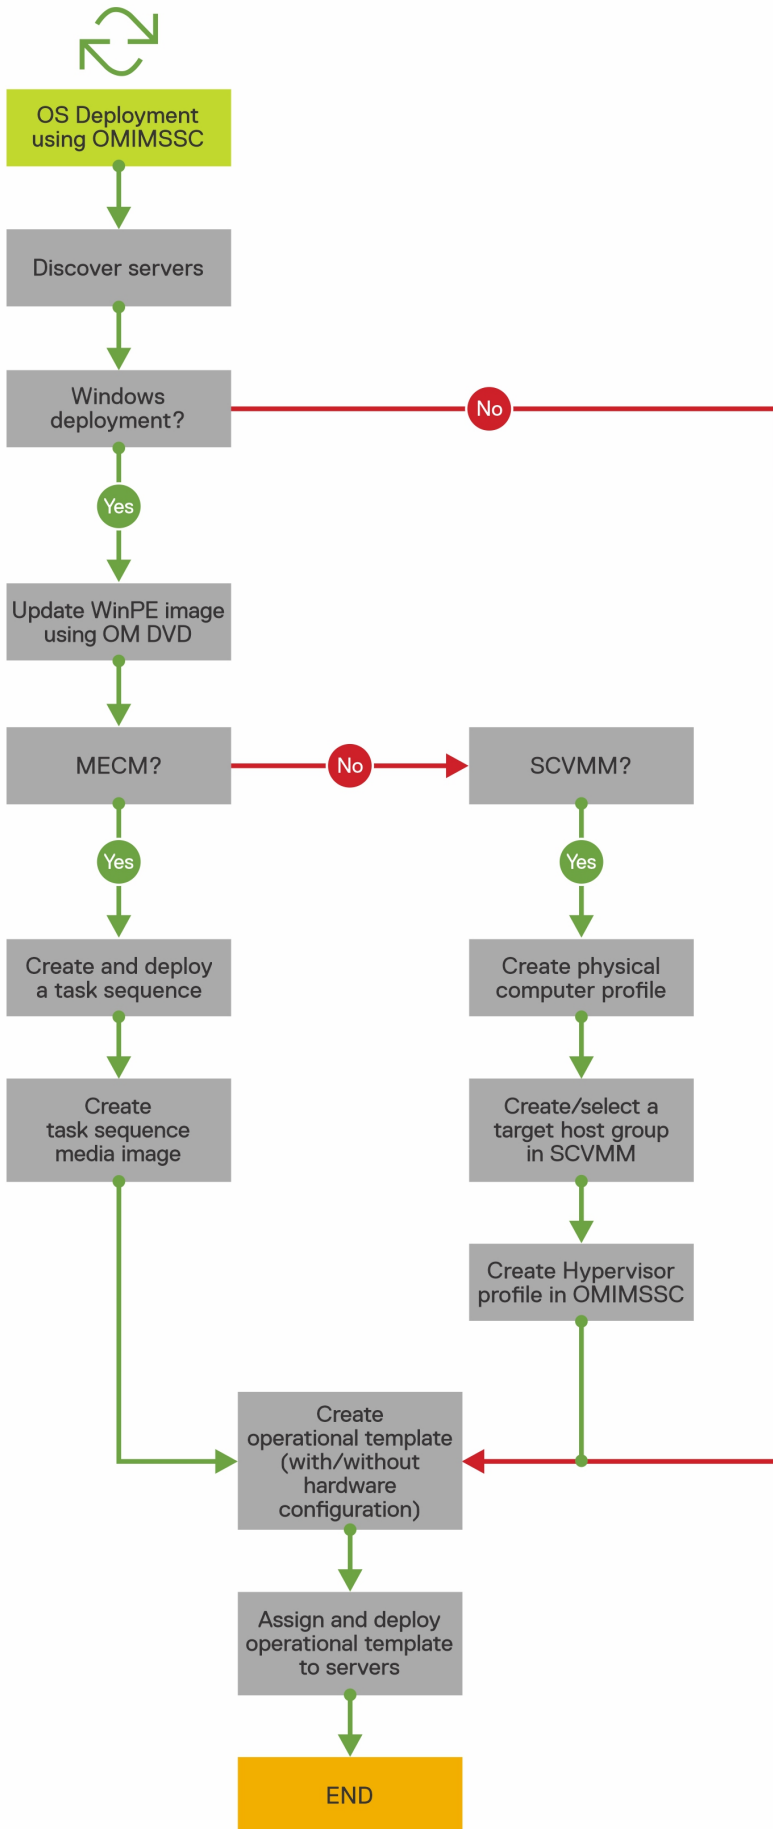 OS Deployment
using OMIMSSC
Discover servers
Windows
deployment?
No
Yes
Update WinPE image
using OM DVD
MECM?
No
SCVMM?
Yes
Yes
Create and deploy
a task sequence
Create physical
computer profile
Create
task sequence
media image
Create/select a
target host group
in SCVMM
Create Hypervisor
profile in OMIMSSC
Create
operational template
(with/without
hardware
configuration)
Assign and deploy
operational template
to servers
END